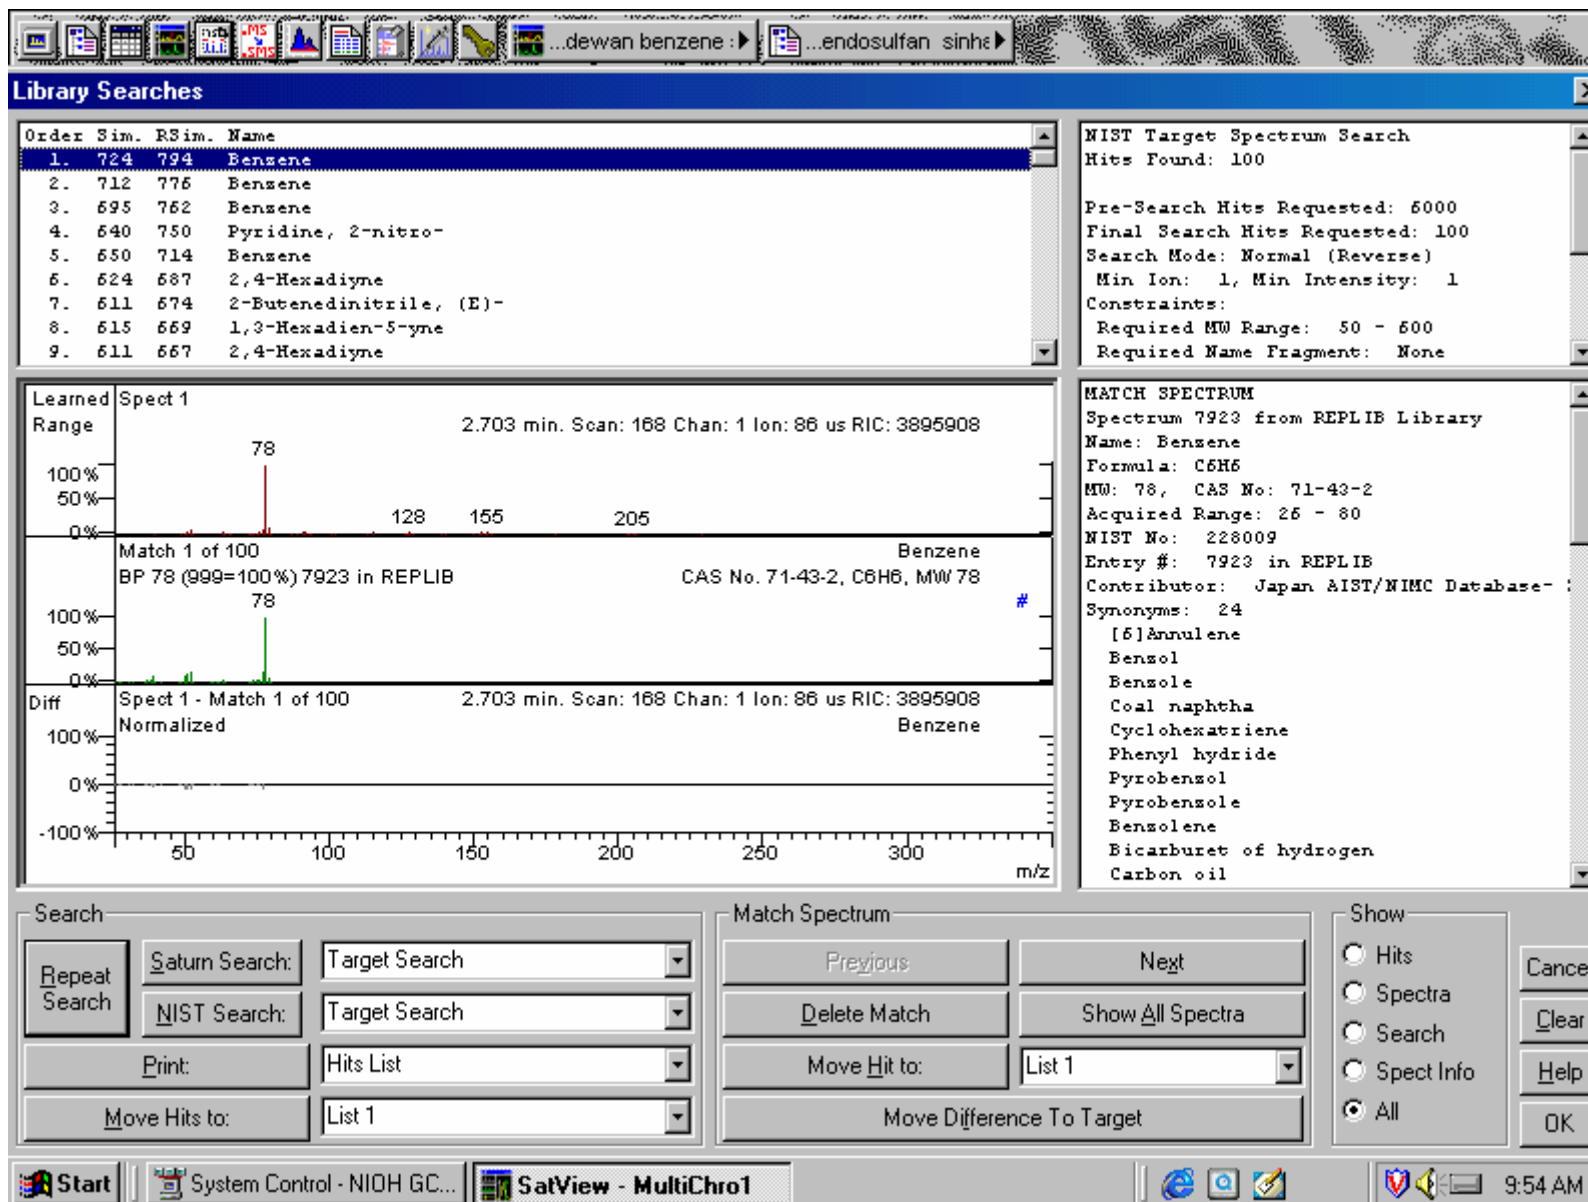 ...dewan benzene :
...endosulfan sinha
Library Searches
Order Sim. RSim. Name
1. 724 794 Benzene
2. 712 776 Benzene
3. 695 762 Benzene
4. 640 750 Pyridine, 2-nitro-
5. 650 714 Benzene
6. 624 687 2,4-Hexadiyne
7. 611 674 2-Butenedinitrile, (E)-
8. 615 669 1,3-Hexadien-5-yne
9. 611 667 2,4-Hexadiyne
NIST Target Spectrum Search
Hits Found: 100
Pre-Search Hits Requested: 6000
Final Search Hits Requested: 100
Search Mode: Normal (Reverse)
Min Ion: 1, Min Intensity: 1
Constraints:
Required MW Range: 50 - 600
Required Name Fragment: None
Learned Range
Spect 1
2.703 min. Scan: 168 Chan: 1 Ion: 86 us RIC: 3895908
78
100%
50%
0%
128 155 205
Match 1 of 100 Benzene
BP 78 (999=100%) 7923 in REPLIB CAS No. 71-43-2, C6H6, MW 78
78
#
100%
50%
0%
Diff
Spect 1 - Match 1 of 100 2.703 min. Scan: 168 Chan: 1 Ion: 86 us RIC: 3895908
Normalized Benzene
100%
0%
-100%
50 100 150 200 250 300
m/z
MATCH SPECTRUM
Spectrum 7923 from REPLIB Library
Name: Benzene
Formula: C6H6
MW: 78, CAS No: 71-43-2
Acquired Range: 26 - 80
NIST No: 228009
Entry #: 7923 in REPLIB
Contributor: Japan AIST/NIMC Database-
Synonyms: 24
[6]Annulene
Benzol
Benzole
Coal naphtha
Cyclohexatriene
Phenyl hydride
Pyrobenzol
Pyrobenzole
Benzolene
Bicarburet of hydrogen
Carbon oil
Search
Repeat Search
Saturn Search: Target Search
NIST Search: Target Search
Print: Hits List
Move Hits to: List 1
Match Spectrum
Previous Next
Delete Match Show All Spectra
Move Hit to: List 1
Move Difference To Target
Show
Hits
Spectra
Search
Spect Info
All
Cance
Clear
Help
OK
Start
System Control - NIOH GC...
SatView - MultiChro1
9:54 AM